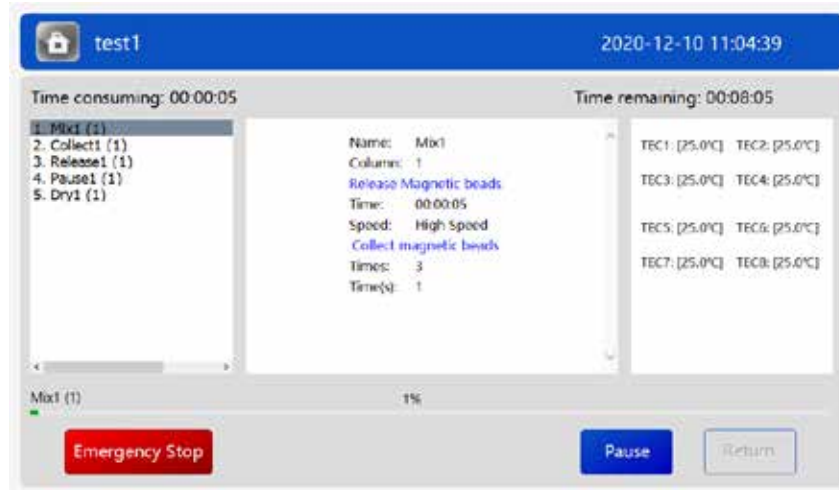 test1
2020-12-10 11:04:39
Time consuming: 00:00:05
Time remaining: 00:08:05
1. Mix1 (1)
2. Collect1 (1)
3. Release1 (1)
4. Pause1 (1)
5. Dry1 (1)
Name: Mix1
Column: 1
Release Magnetic beads
Time: 00:00:05
Speed: High Speed
Collect magnetic beads
Times: 3
Time(s): 1
TEC1: [25.0℃] TEC2: [25.0℃]
TEC3: [25.0℃] TEC4: [25.0℃]
TEC5: [25.0℃] TEC6: [25.0℃]
TEC7: [25.0℃] TEC8: [25.0℃]
Mix1 (1)
1%
Emergency Stop
Pause
Return